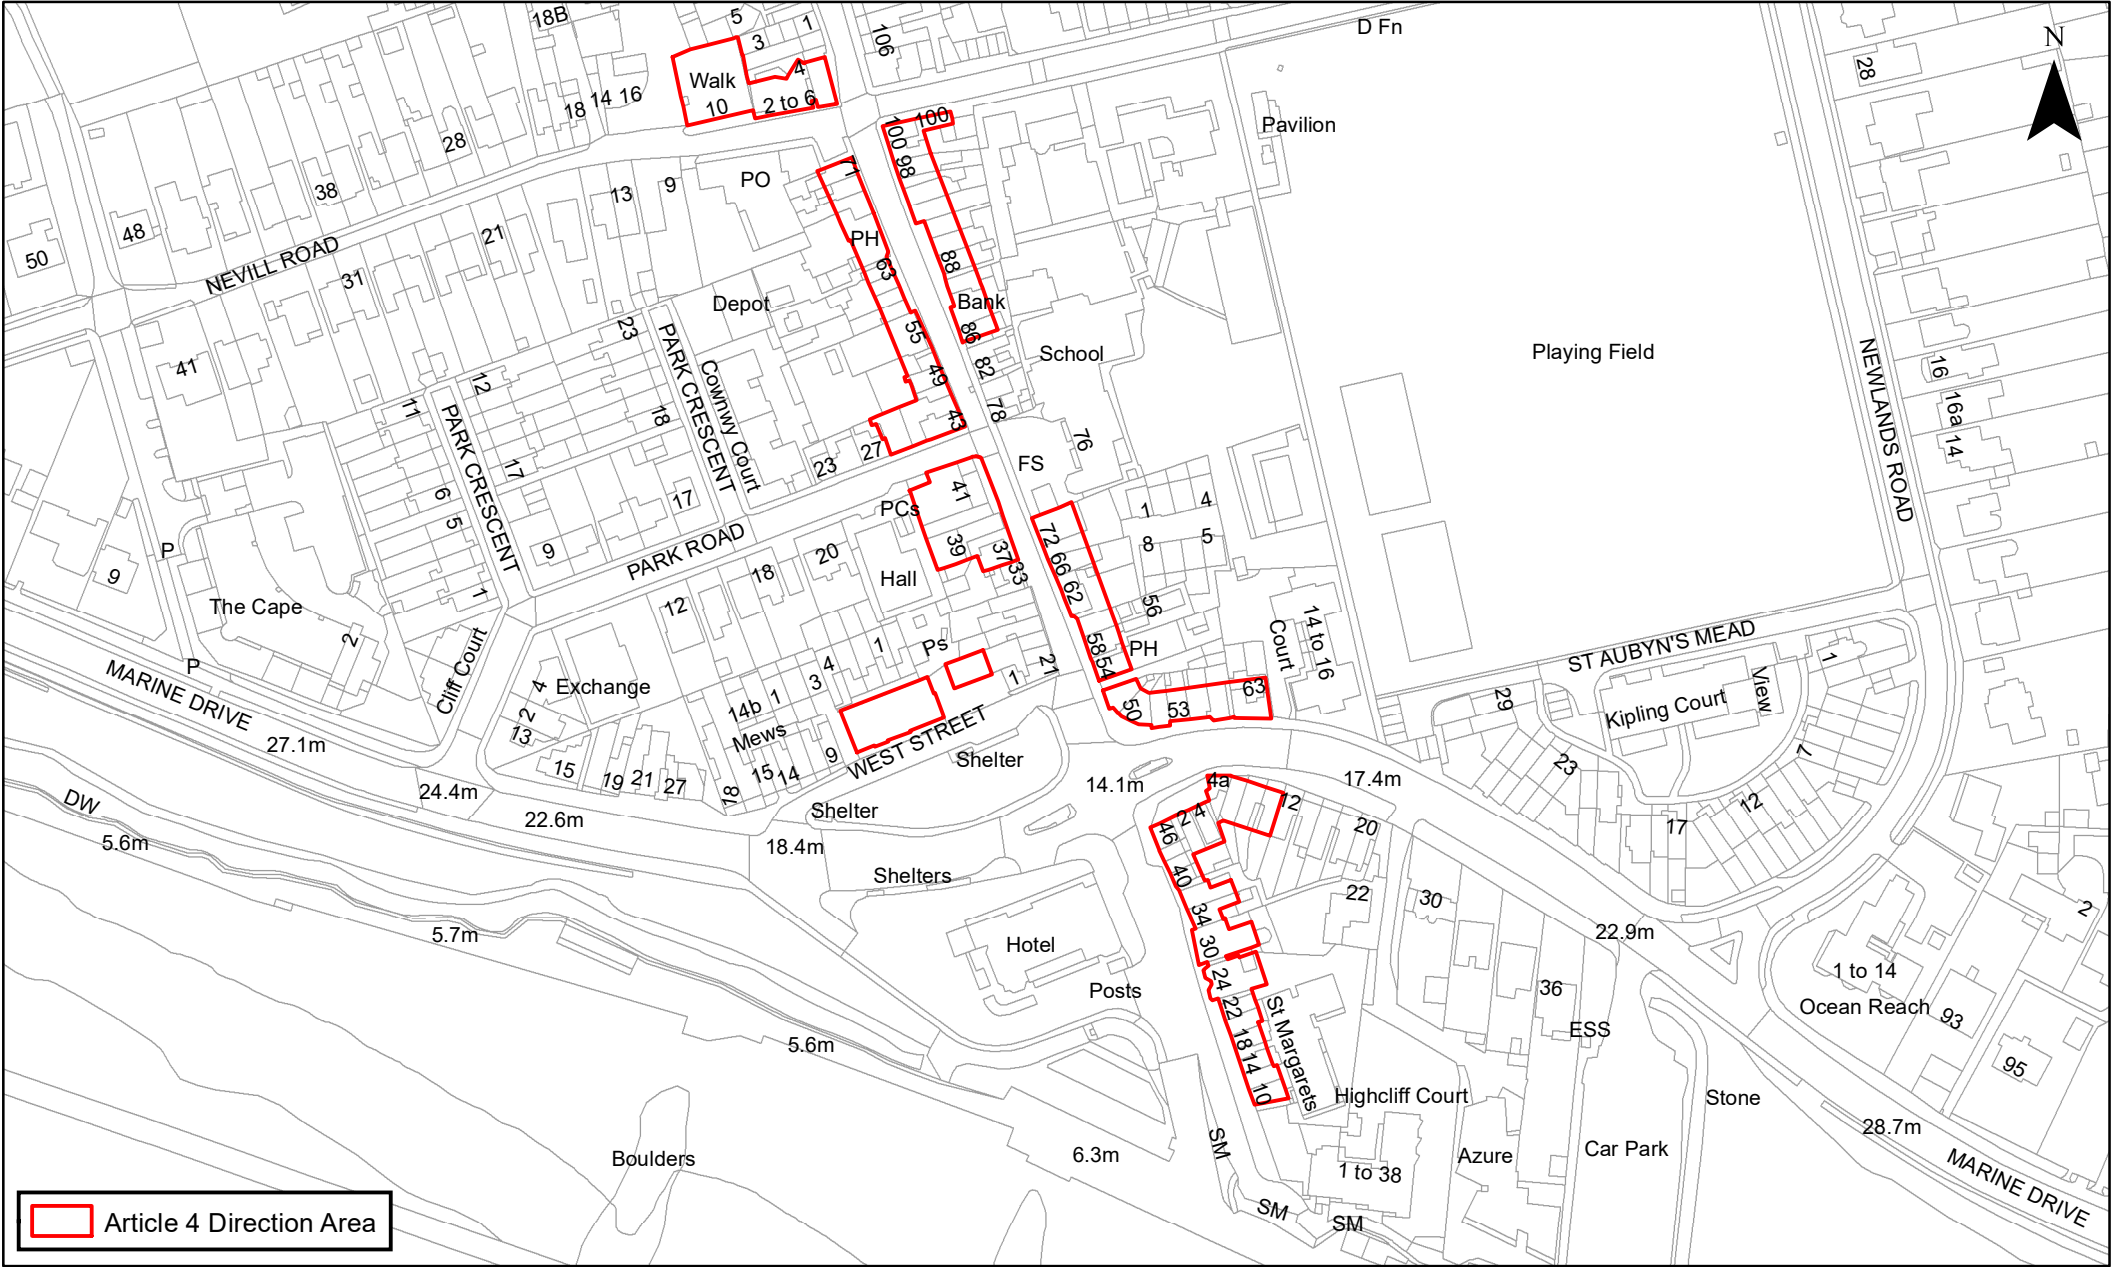 18B
5
3
1
106
D Fn
N
28
Walk
10
4
2 to 6
18
14
16
28
38
48
50
NEVILL ROAD
31
21
13
9
PO
71
100
100
98
Pavilion
41
PH
63
88
Bank
86
55
49
43
82
78
School
Depot
23
PARK CRESCENT
Cownwy Court
18
12
11
PARK CRESCENT
17
6
5
1
9
17
PARK ROAD
23
27
Playing Field
NEWLANDS ROAD
16
16a
14
FS
76
41
PCs
39
37
33
Hall
20
18
12
72
66
62
58
54
56
PH
1
4
8
5
Court
14 to 16
9
P
P
The Cape
2
Cliff Court
MARINE DRIVE
27.1m
4
2
13
Exchange
15
19
21
27
14b
1
3
4
1
Ps
1
21
Mews
78
15
14
9
WEST STREET
Shelter
50
53
63
ST AUBYN'S MEAD
29
23
Kipling Court
View
1
7
12
17
24.4m
22.6m
Shelter
18.4m
14.1m
17.4m
4a
12
20
46
2
4
40
34
30
24
22
18
14
10
22
30
DW
5.6m
5.7m
5.6m
Shelters
Hotel
Posts
St Margarets
22.9m
36
ESS
2
1 to 14
Ocean Reach
93
95
Highcliff Court
Stone
28.7m
MARINE DRIVE
Boulders
6.3m
SM
SM
SM
1 to 38
Azure
Car Park
Article 4 Direction Area